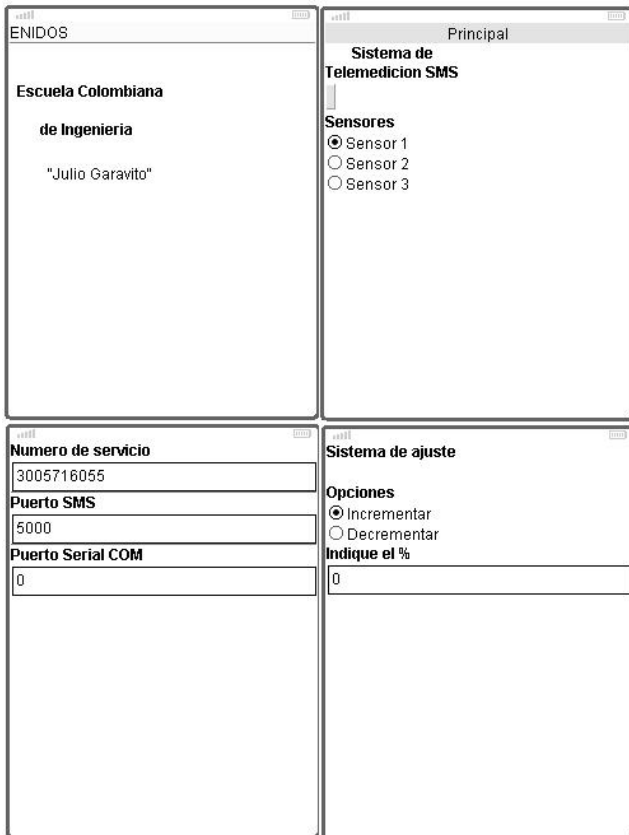 ENIDOS
Escuela Colombiana
de Ingenieria
"Julio Garavito"
Principal
Sistema de
Telemedicion SMS
Sensores
Sensor 1
Sensor 2
Sensor 3
Numero de servicio
3005716055
Puerto SMS
5000
Puerto Serial COM
0
Sistema de ajuste
Opciones
Incrementar
Decrementar
Indique el %
0